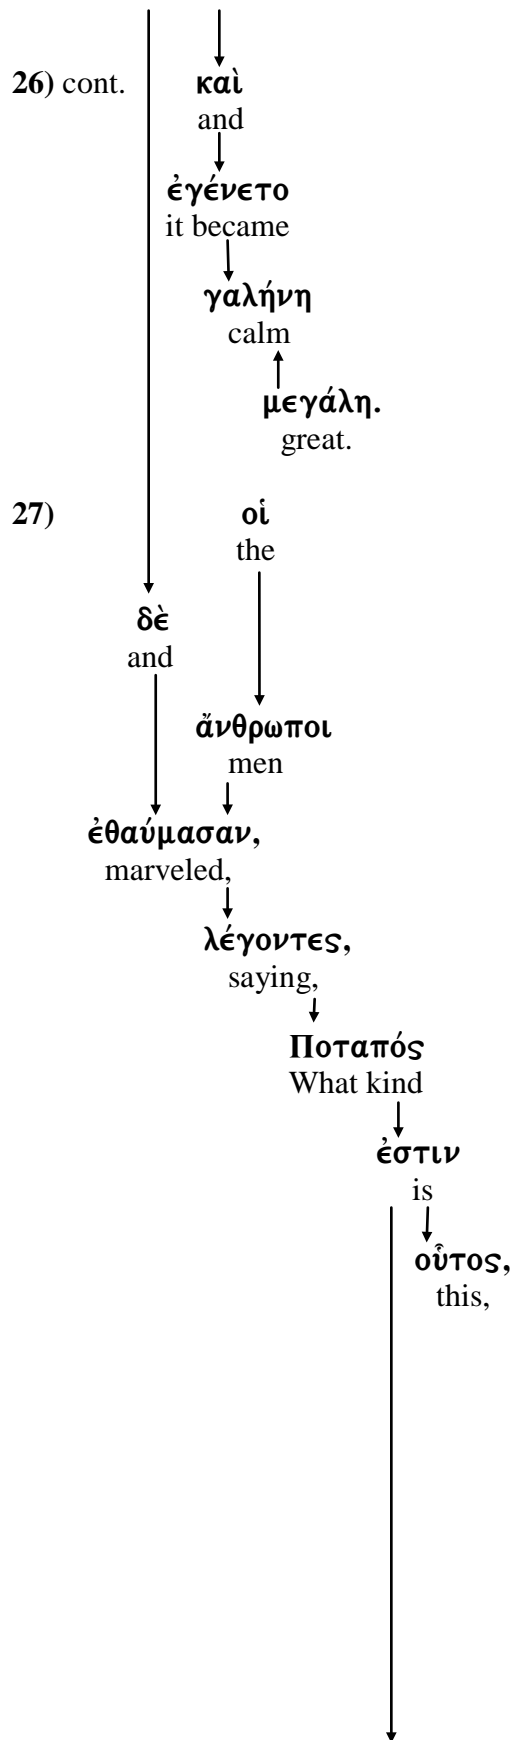 26) cont. καὶ
and
ἐγένετο
it became
γαλήνη
calm
μεγάλη.
great.
27) οἱ
the
δὲ
and
ἄνθρωποι
men
ἐθαύμασαν,
marveled,
λέγοντες,
saying,
Ποταπός
What kind
ἐστιν
is
οὗτος,
this,